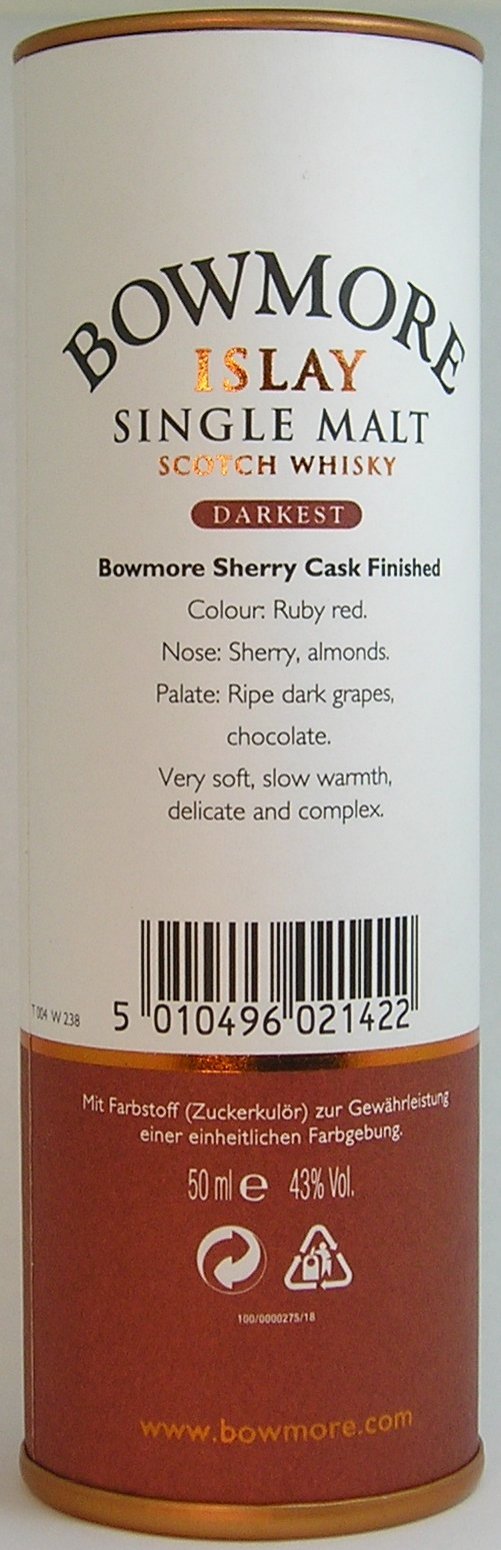 BOWMORE
ISLAY
SINGLE MALT
SCOTCH WHISKY
DARKEST
Bowmore Sherry Cask Finished
Colour: Ruby red.
Nose: Sherry, almonds.
Palate: Ripe dark grapes,
chocolate.
Very soft, slow warmth,
delicate and complex.
T 004 W 238
5 010496 021422
Mit Farbstoff (Zuckerkulör) zur Gewährleistung
einer einheitlichen Farbgebung.
50 ml e 43% Vol.
100/0000275/18
www.bowmore.com